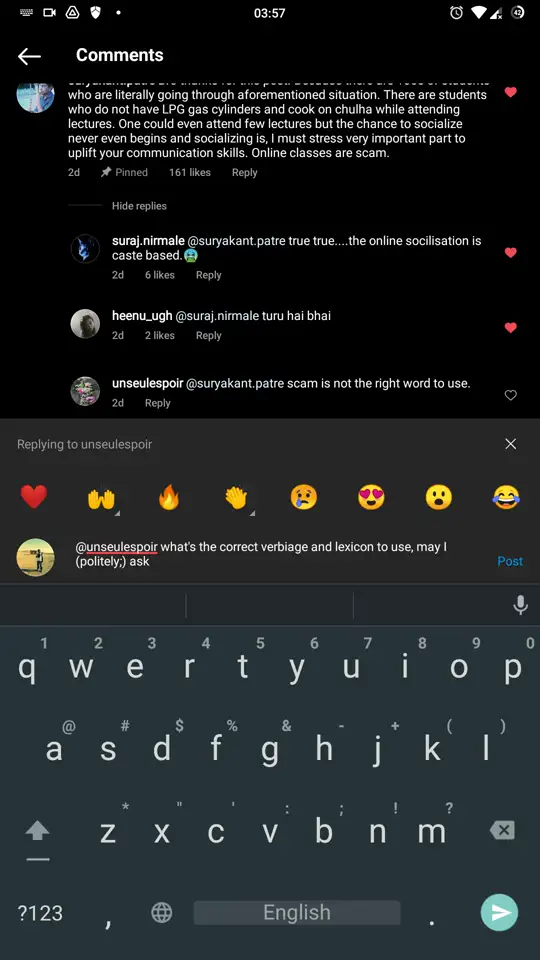 03:57
42
Comments
who are literally going through aforementioned situation. There are students
who do not have LPG gas cylinders and cook on chulha while attending
lectures. One could even attend few lectures but the chance to socialize
never even begins and socializing is, I must stress very important part to
uplift your communication skills. Online classes are scam.
2d Pinned 161 likes Reply
Hide replies
suraj.nirmale @suryakant.patre true true....the online socilisation is
caste based.🤮
2d 6 likes Reply
heenu_ugh @suraj.nirmale turu hai bhai
2d 2 likes Reply
unseulespoir @suryakant.patre scam is not the right word to use.
2d Reply
Replying to unseulespoir
@unseulespoir what's the correct verbiage and lexicon to use, may I
(politely;) ask
Post
1 2 3 4 5 6 7 8 9 0
q w e r t y u i o p
@ # $ % & - + ( )
a s d f g h j k l
* " ' : ; ! ?
z x c v b n m
?123 , English .